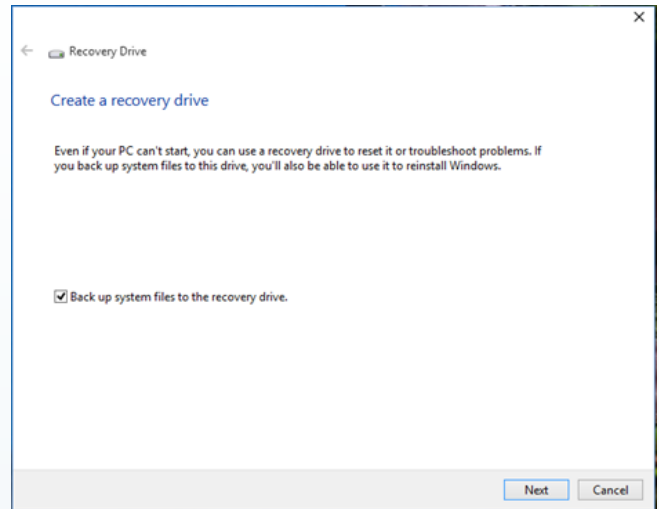 Recovery Drive
Create a recovery drive
Even if your PC can't start, you can use a recovery drive to reset it or troubleshoot problems. If
you back up system files to this drive, you'll also be able to use it to reinstall Windows.
Back up system files to the recovery drive.
Next Cancel